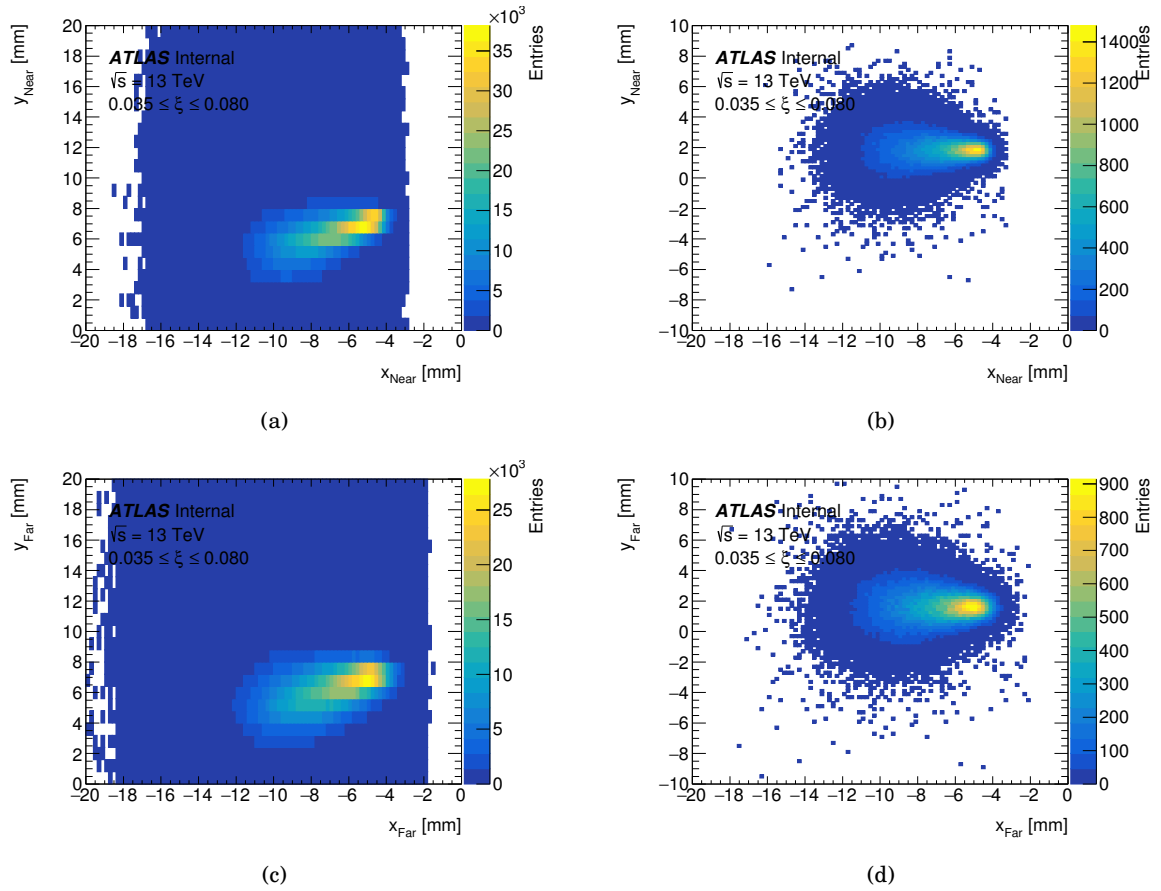 ×10³
y_Near [mm]
20
18
16
14
12
10
8
6
4
2
0
ATLAS Internal
√s = 13 TeV
0.035 ≤ ξ ≤ 0.080
−20 −18 −16 −14 −12 −10 −8 −6 −4 −2 0
x_Near [mm]
35
30
25
20
15
10
5
0
Entries
(a)
y_Near [mm]
10
8
6
4
2
0
−2
−4
−6
−8
−10
ATLAS Internal
√s = 13 TeV
0.035 ≤ ξ ≤ 0.080
−20 −18 −16 −14 −12 −10 −8 −6 −4 −2 0
x_Near [mm]
1400
1200
1000
800
600
400
200
0
Entries
(b)
×10³
y_Far [mm]
20
18
16
14
12
10
8
6
4
2
0
ATLAS Internal
√s = 13 TeV
0.035 ≤ ξ ≤ 0.080
−20 −18 −16 −14 −12 −10 −8 −6 −4 −2 0
x_Far [mm]
25
20
15
10
5
0
Entries
(c)
y_Far [mm]
10
8
6
4
2
0
−2
−4
−6
−8
−10
ATLAS Internal
√s = 13 TeV
0.035 ≤ ξ ≤ 0.080
−20 −18 −16 −14 −12 −10 −8 −6 −4 −2 0
x_Far [mm]
900
800
700
600
500
400
300
200
100
0
Entries
(d)